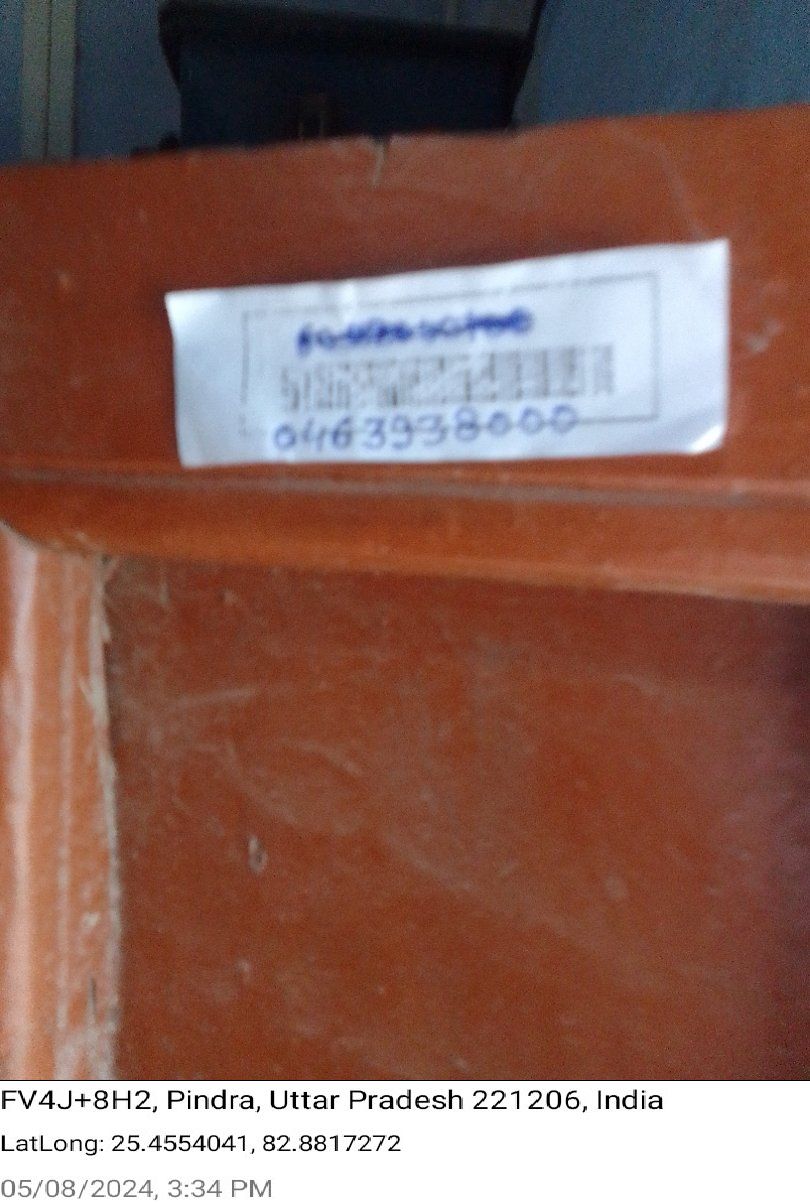 0463938000
FV4J+8H2, Pindra, Uttar Pradesh 221206, India
LatLong: 25.4554041, 82.8817272
05/08/2024, 3:34 PM